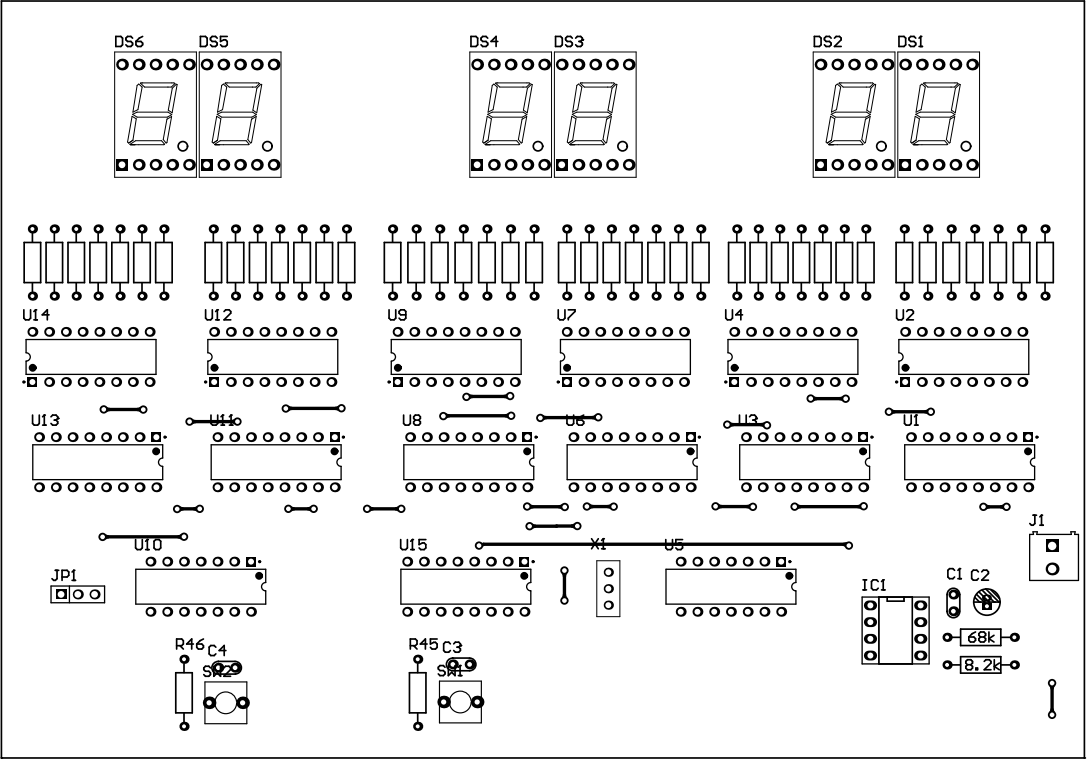 DS6 DS5 DS4 DS3 DS2 DS1
U14 U12 U9 U7 U4 U2
U13 U11 U8 U6 U3 U1
J1
U10 U15 X1 U5
JP1 IC1 C1 C2
68k
R46 C4 R45 C3
8.2k
SW2 SW1